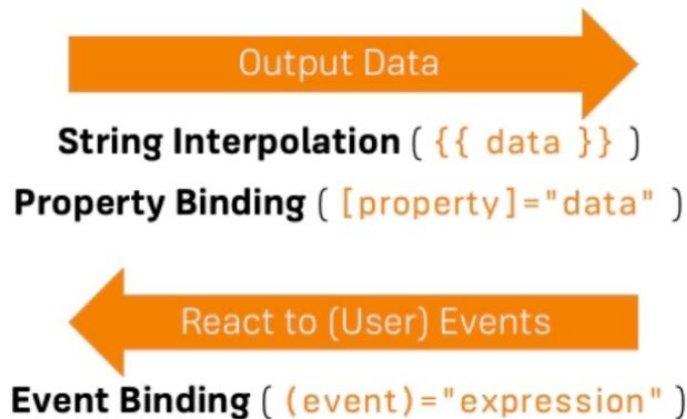 Output Data
String Interpolation ( {{ data }} )
Property Binding ( [property]="data" )
React to (User) Events
Event Binding ( (event)="expression" )